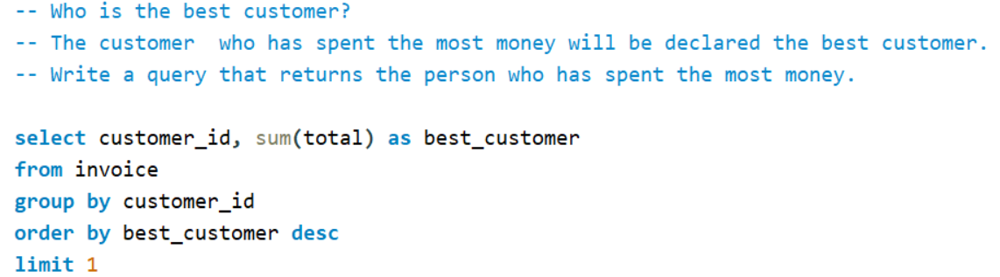 -- Who is the best customer?
-- The customer  who has spent the most money will be declared the best customer.
-- Write a query that returns the person who has spent the most money.
select customer_id, sum(total) as best_customer
from invoice
group by customer_id
order by best_customer desc
limit 1